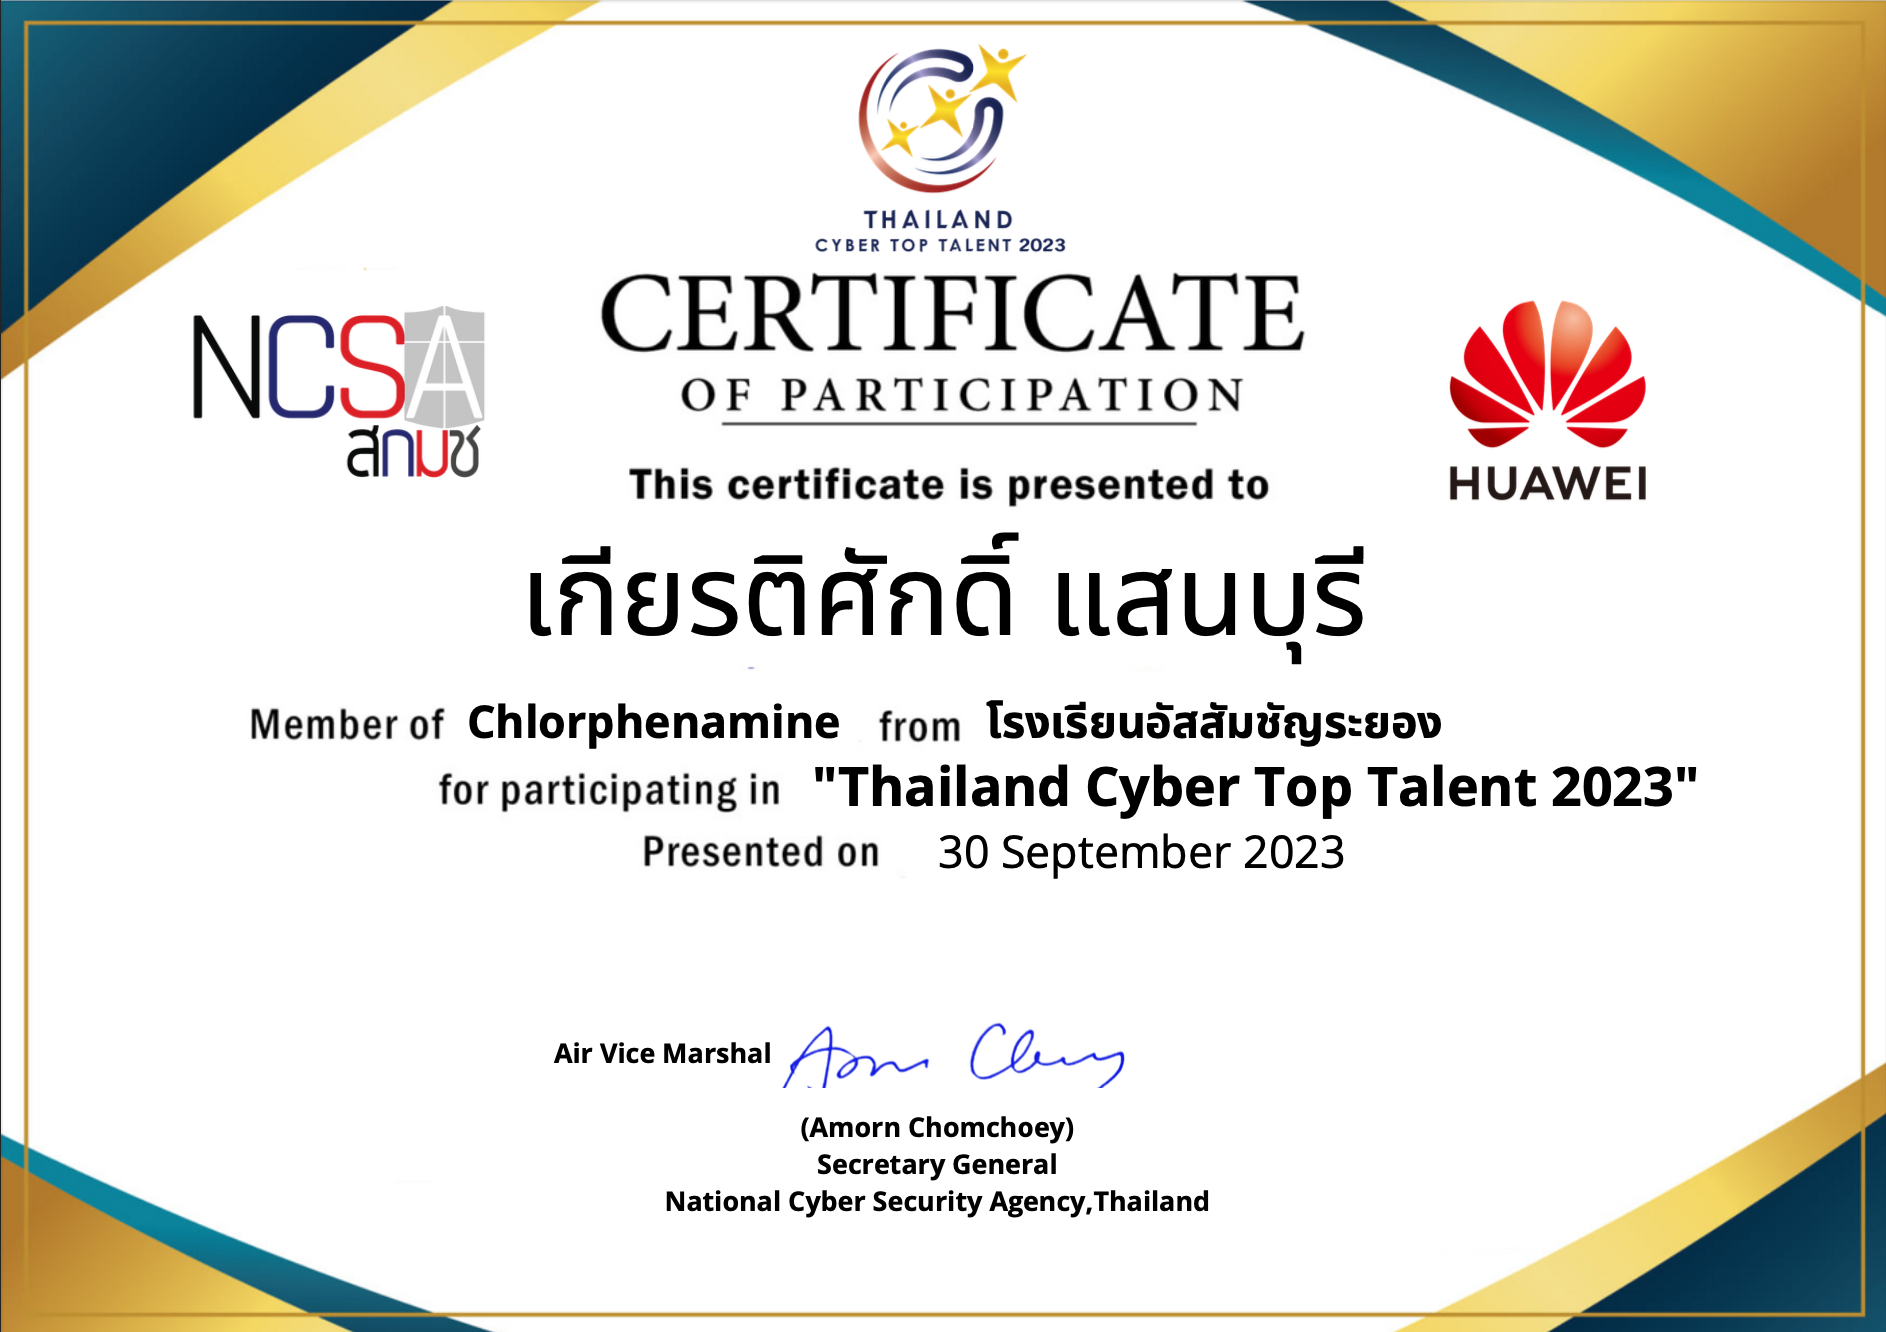 THAILAND
CYBER TOP TALENT 2023
NCSA
สกมช
CERTIFICATE
OF PARTICIPATION
HUAWEI
This certificate is presented to
เกียรติศักดิ์ แสนบุรี
Member of Chlorphenamine from โรงเรียนอัสสัมชัญระยอง
for participating in "Thailand Cyber Top Talent 2023"
Presented on 30 September 2023
Air Vice Marshal
(Amorn Chomchoey)
Secretary General
National Cyber Security Agency,Thailand